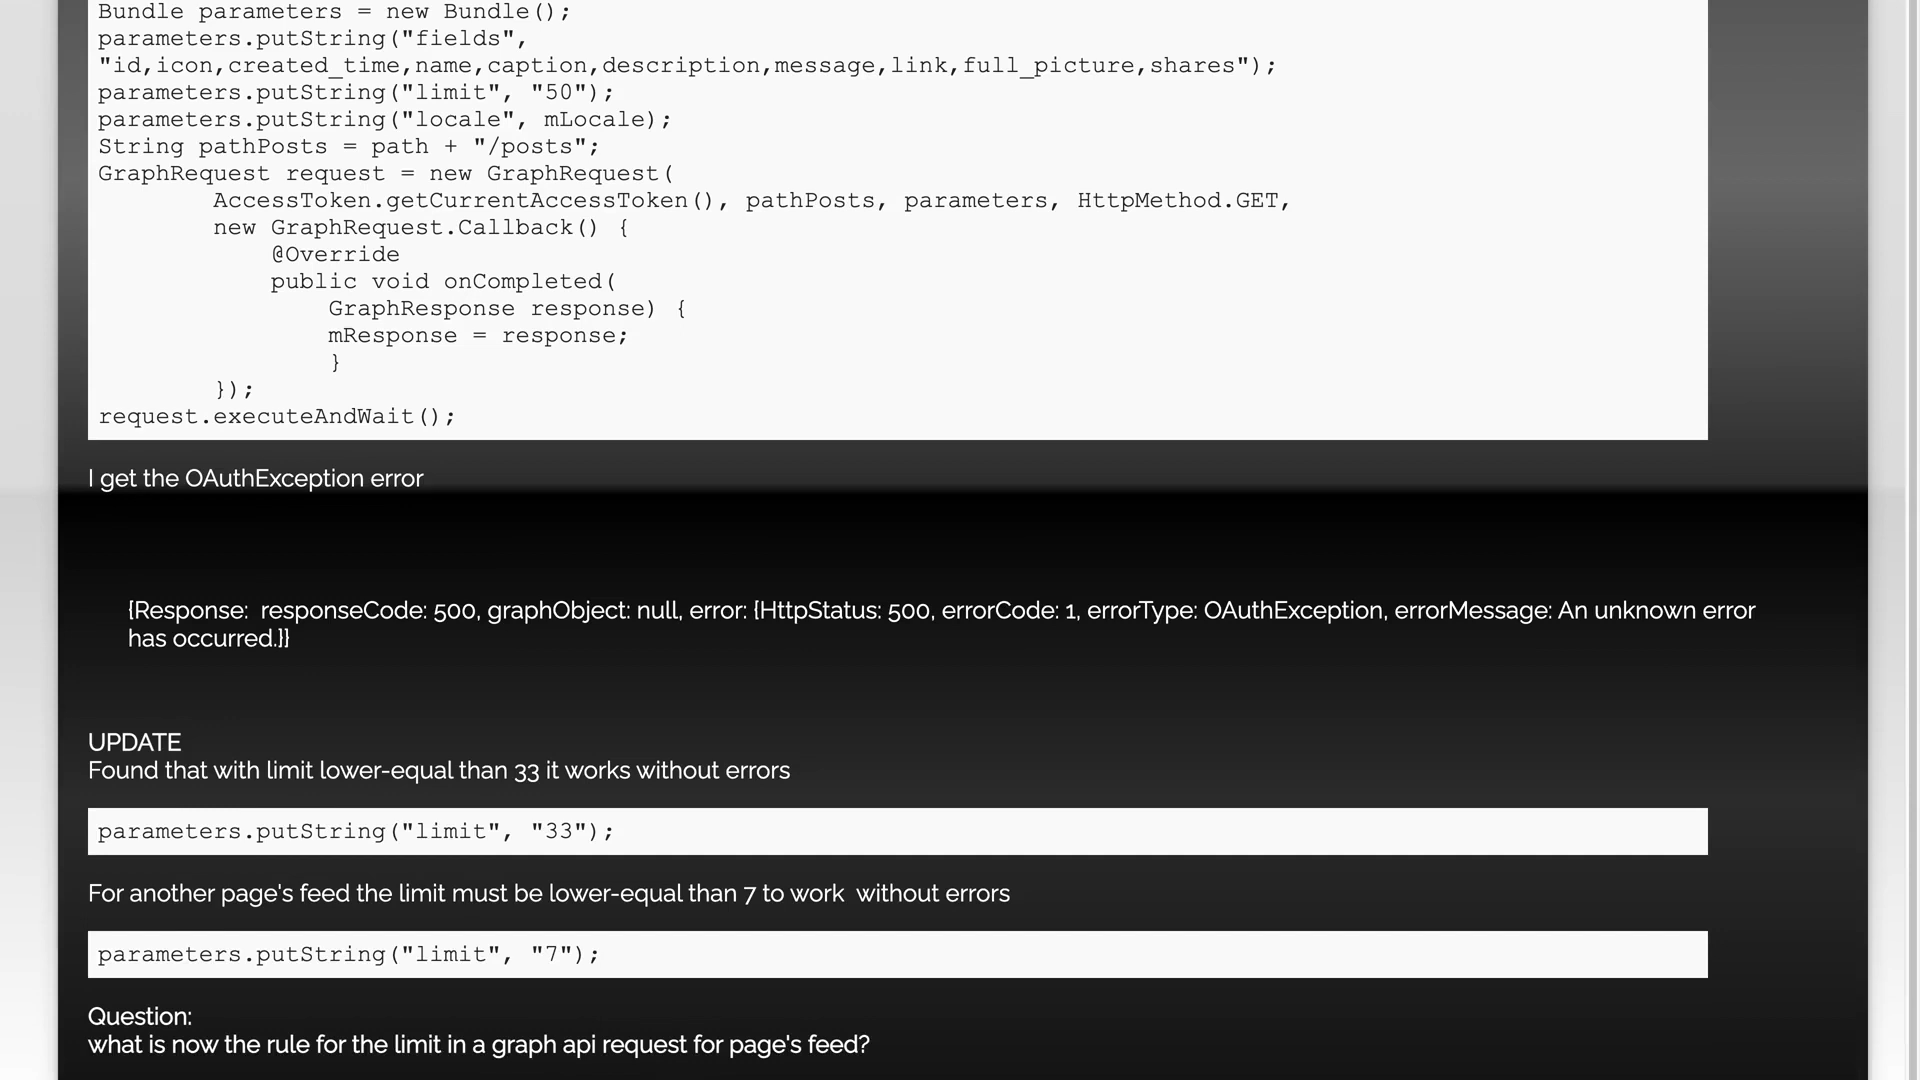 Bundle parameters = new Bundle();
parameters.putString("fields",
"id,icon,created_time,name,caption,description,message,link,full_picture,shares");
parameters.putString("limit", "50");
parameters.putString("locale", mLocale);
String pathPosts = path + "/posts";
GraphRequest request = new GraphRequest(
        AccessToken.getCurrentAccessToken(), pathPosts, parameters, HttpMethod.GET,
        new GraphRequest.Callback() {
            @Override
            public void onCompleted(
                GraphResponse response) {
                mResponse = response;
                }
        });
request.executeAndWait();
I get the OAuthException error
{Response:  responseCode: 500, graphObject: null, error: {HttpStatus: 500, errorCode: 1, errorType: OAuthException, errorMessage: An unknown error
has occurred.}}
UPDATE
Found that with limit lower-equal than 33 it works without errors
parameters.putString("limit", "33");
For another page's feed the limit must be lower-equal than 7 to work  without errors
parameters.putString("limit", "7");
Question:
what is now the rule for the limit in a graph api request for page's feed?